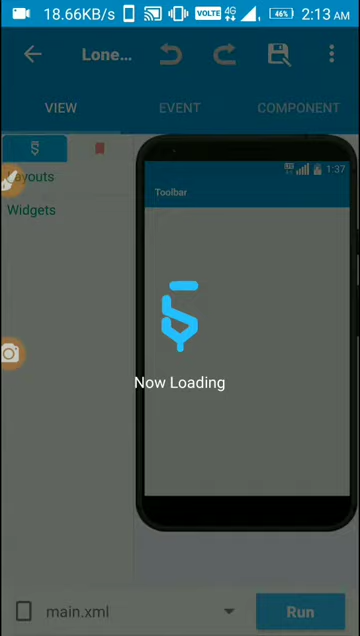 18.66KB/s VOLTE 4G 46% 2:13 AM
Lone...
VIEW EVENT COMPONENT
Layouts
Widgets
1:37
Toolbar
Now Loading
main.xml
Run